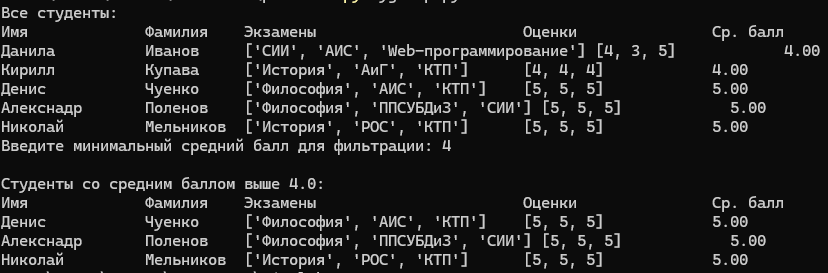 Все студенты:
Имя Фамилия Экзамены Оценки Ср. балл
Данила Иванов ['СИИ', 'АИС', 'Web-программирование'] [4, 3, 5] 4.00
Кирилл Купава ['История', 'АиГ', 'КТП'] [4, 4, 4] 4.00
Денис Чуенко ['Философия', 'АИС', 'КТП'] [5, 5, 5] 5.00
Алекснадр Поленов ['Философия', 'ППСУБДиЗ', 'СИИ'] [5, 5, 5] 5.00
Николай Мельников ['История', 'РОС', 'КТП'] [5, 5, 5] 5.00
Введите минимальный средний балл для фильтрации: 4
Студенты со средним баллом выше 4.0:
Имя Фамилия Экзамены Оценки Ср. балл
Денис Чуенко ['Философия', 'АИС', 'КТП'] [5, 5, 5] 5.00
Алекснадр Поленов ['Философия', 'ППСУБДиЗ', 'СИИ'] [5, 5, 5] 5.00
Николай Мельников ['История', 'РОС', 'КТП'] [5, 5, 5] 5.00